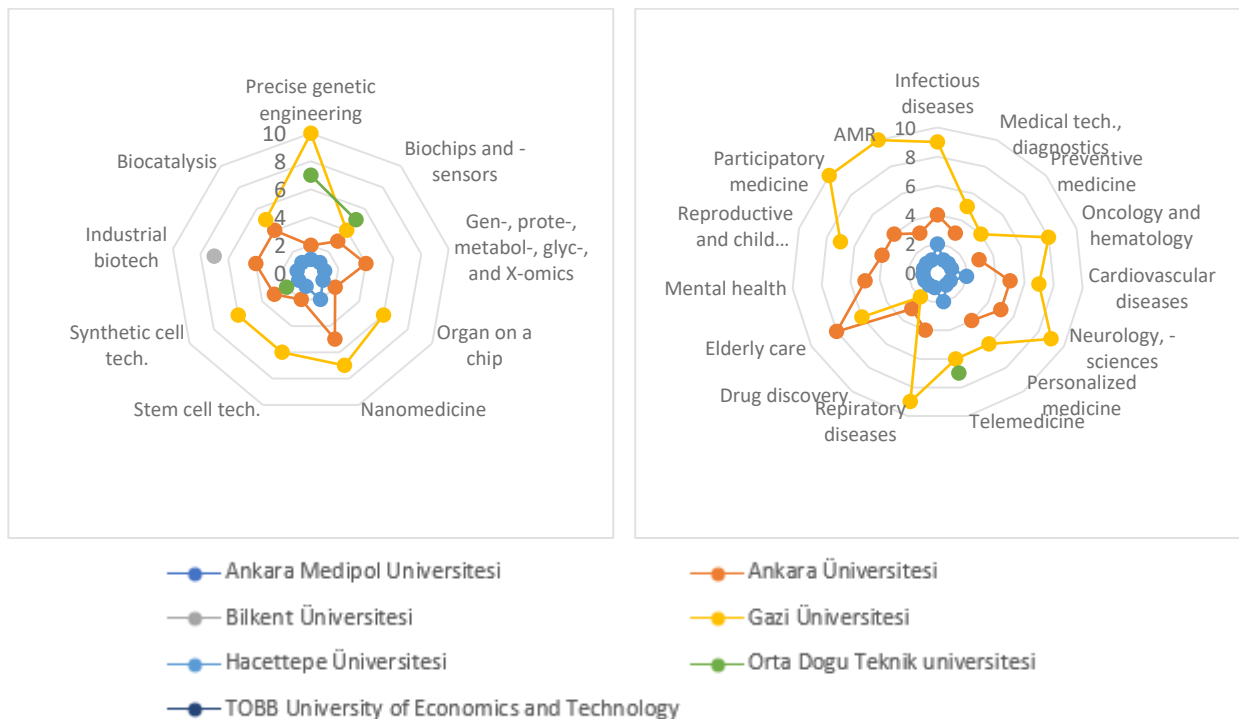 Precise genetic
engineering
Biochips and -
sensors
Gen-, prote-,
metabol-, glyc-,
and X-omics
Organ on a
chip
Nanomedicine
Stem cell tech.
Synthetic cell
tech.
Industrial
biotech
Biocatalysis
10
8
6
4
2
0
Infectious
diseases
Medical tech.,
diagnostics
Preventive
medicine
Oncology and
hematology
Cardiovascular
diseases
Neurology, -
sciences
Personalized
medicine
Telemedicine
Repiratory
diseases
Drug discovery
Elderly care
Mental health
Reproductive
and child...
Participatory
medicine
AMR
10
8
6
4
2
0
Ankara Medipol Universitesi
Ankara Üniversitesi
Bilkent Üniversitesi
Gazi Üniversitesi
Hacettepe Üniversitesi
Orta Dogu Teknik universitesi
TOBB University of Economics and Technology